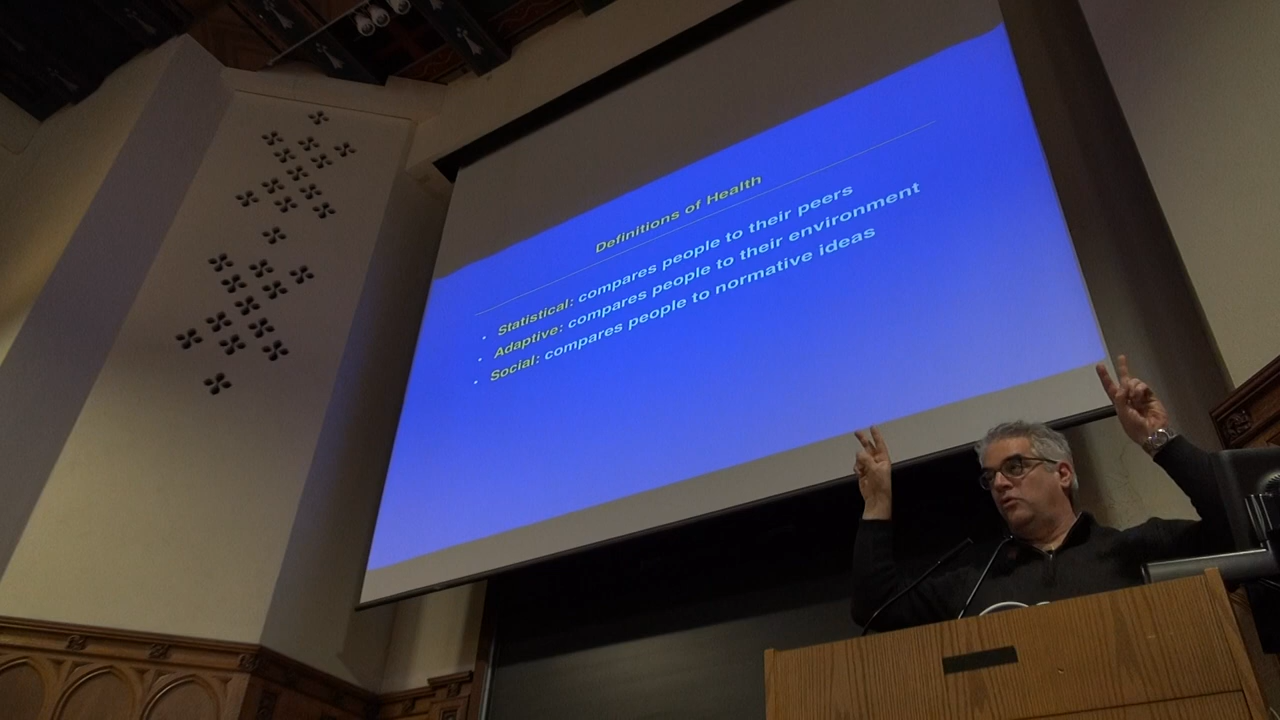 Definitions of Health
• Statistical: compares people to their peers
• Adaptive: compares people to their environment
• Social: compares people to normative ideas